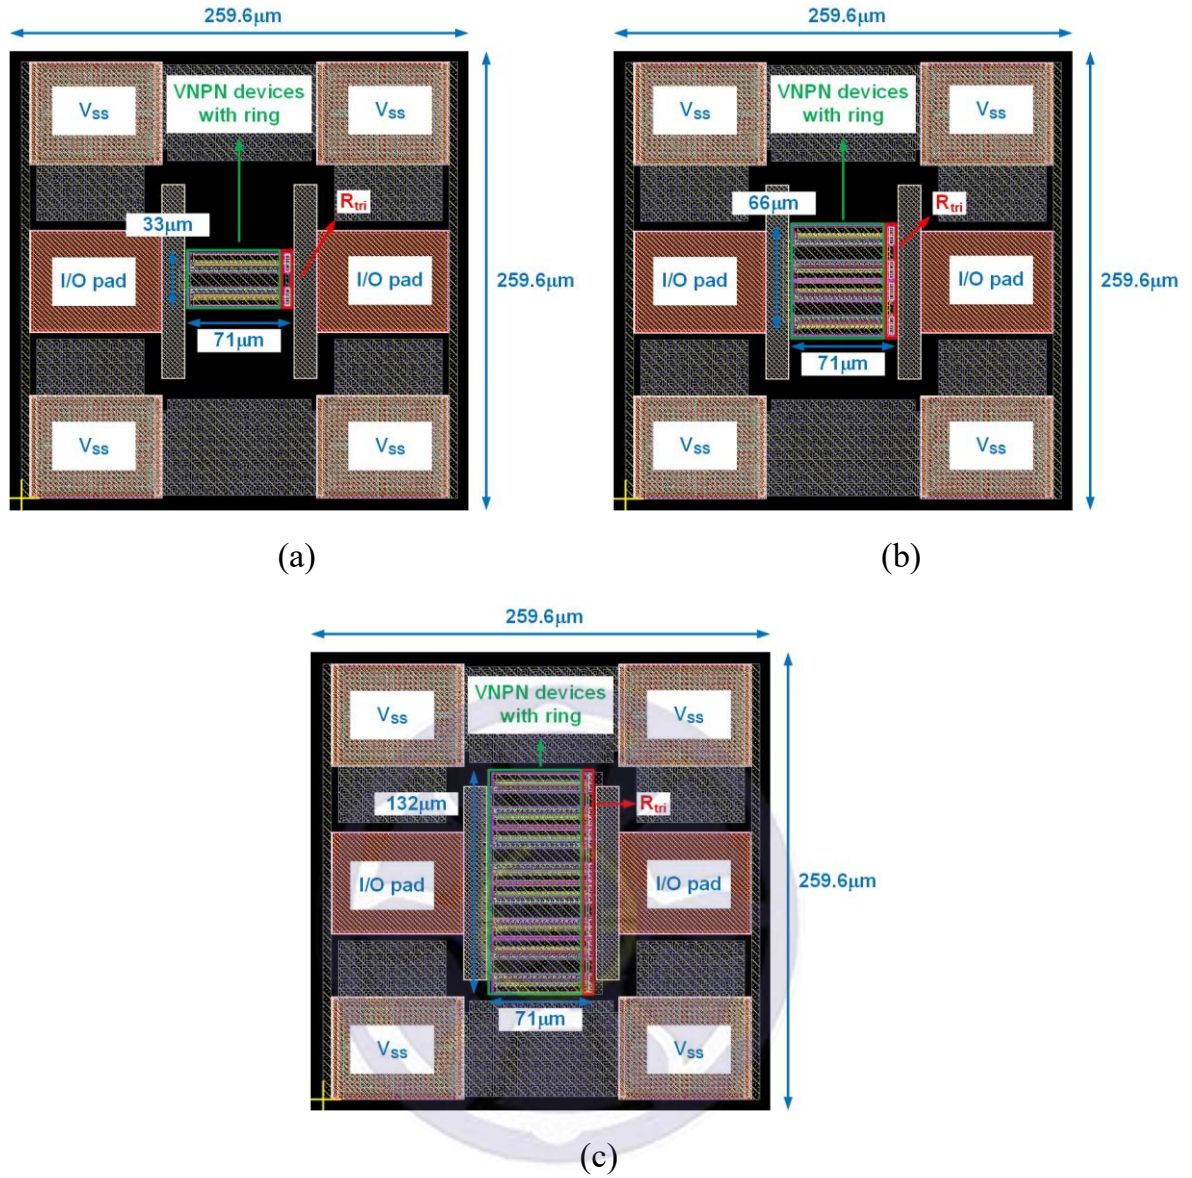 259.6μm
259.6μm
VSS
VNPN devices
with ring
VSS
VSS
VNPN devices
with ring
VSS
Rtri
Rtri
33μm
66μm
I/O pad
I/O pad
259.6μm
I/O pad
I/O pad
259.6μm
71μm
71μm
VSS
VSS
VSS
VSS
(a)
(b)
259.6μm
VSS
VNPN devices
with ring
VSS
132μm
Rtri
I/O pad
I/O pad
259.6μm
71μm
VSS
VSS
(c)